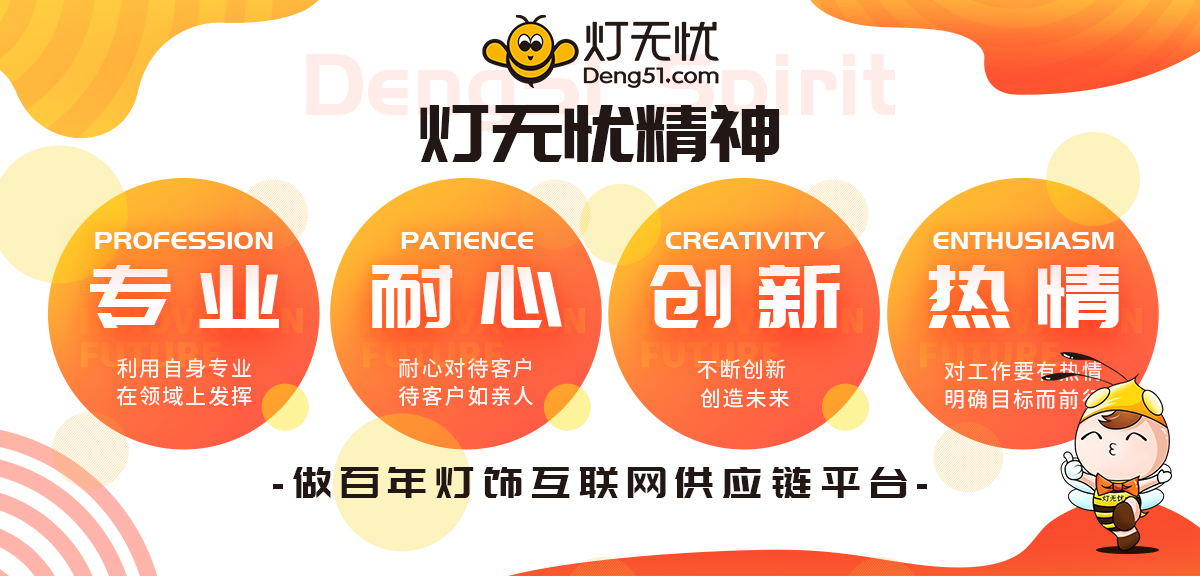 灯无忧
Deng51.com
Deng51 Spirit
灯无忧精神
PROFESSION
专业
利用自身专业
在领域上发挥
PATIENCE
耐心
耐心对待客户
待客户如亲人
CREATIVITY
创新
不断创新
创造未来
ENTHUSIASM
热情
对工作要有热情
明确目标而前
FUTURE
FUTURE
FUTURE
灯无忧
-做百年灯饰互联网供应链平台-